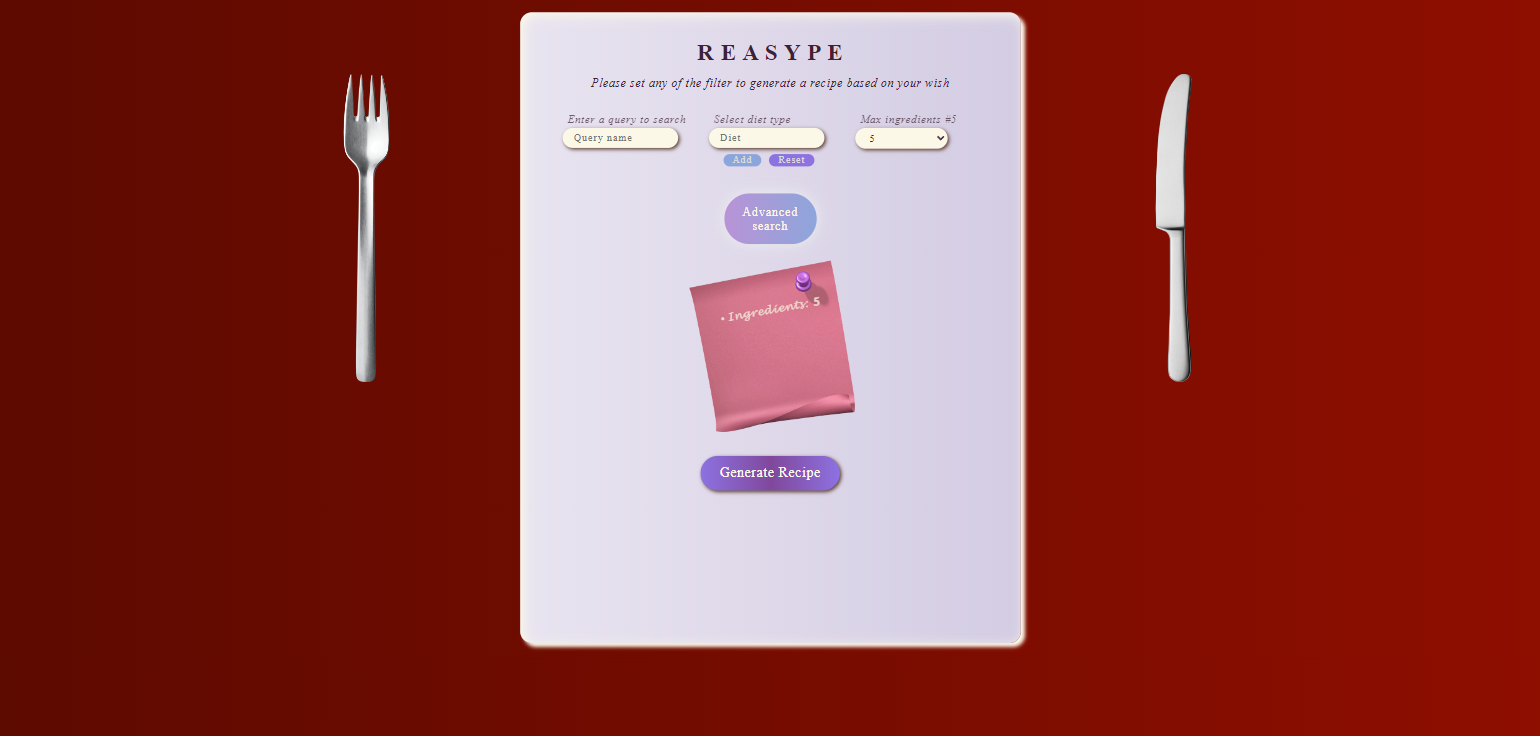 REASYPE
Please set any of the filter to generate a recipe based on your wish
Enter a query to search
Select diet type
Max ingredients #5
Query name
Diet
5
Add
Reset
Advanced
search
• Ingredients: 5
Generate Recipe